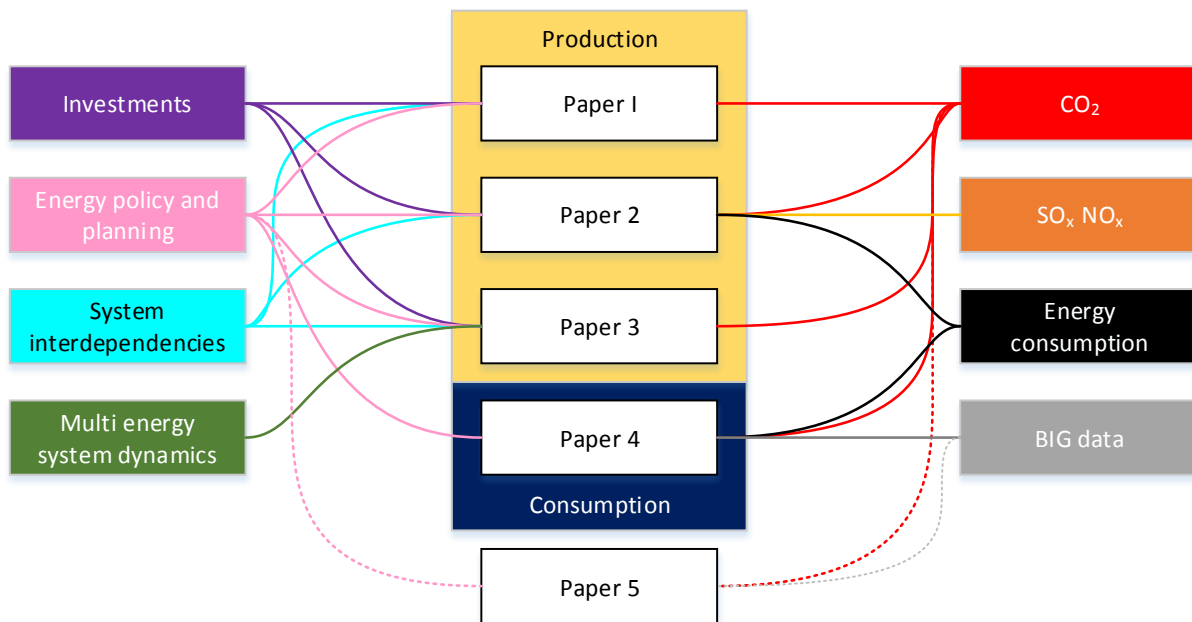 Production
Investments
Paper I
CO₂
Energy policy and
planning
Paper 2
SOₓ NOₓ
System
interdependencies
Paper 3
Energy
consumption
Multi energy
system dynamics
Paper 4
BIG data
Consumption
Paper 5